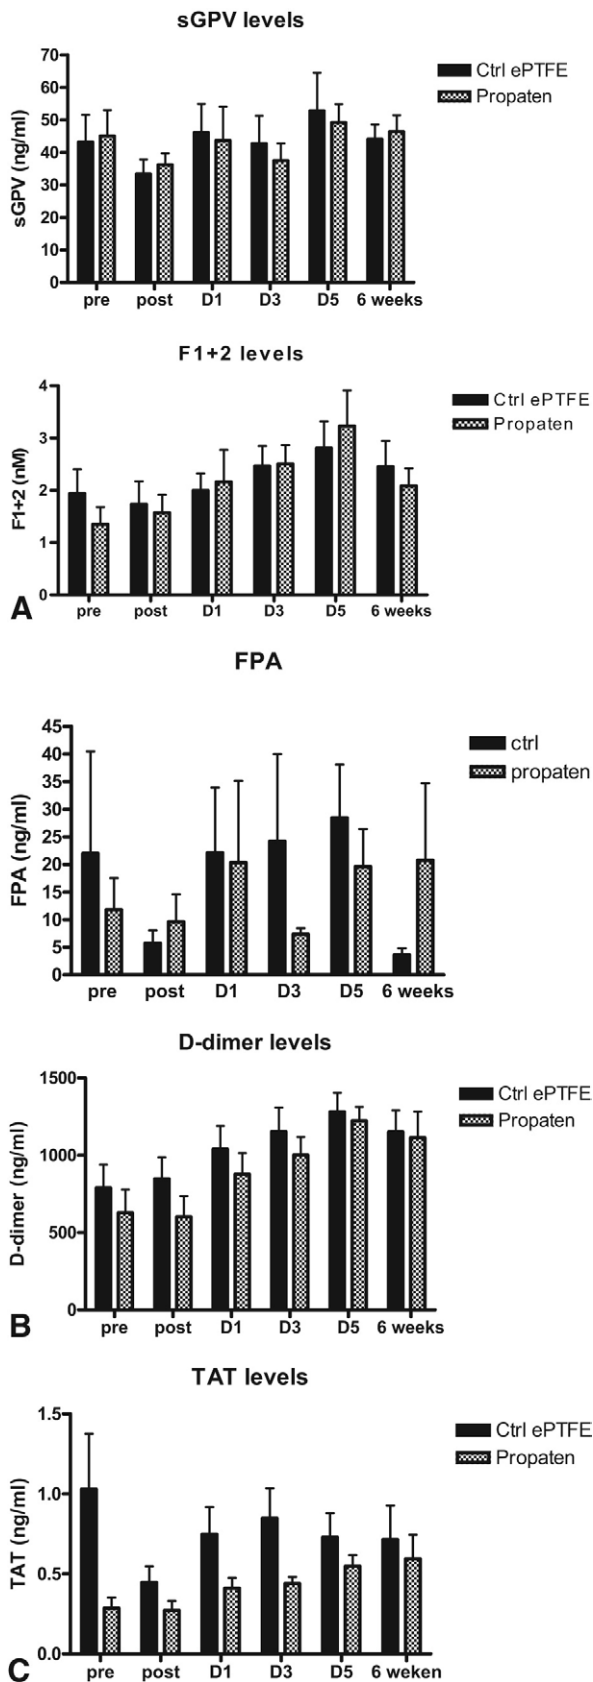 sGPV levels
Ctrl ePTFE
Propaten
sGPV (ng/ml)
70
60
50
40
30
20
10
0
pre post D1 D3 D5 6 weeks
F1+2 levels
Ctrl ePTFE
Propaten
F1+2 (nM)
4
3
2
1
0
pre post D1 D3 D5 6 weeks
A
FPA
ctrl
propaten
FPA (ng/ml)
45
40
35
30
25
20
15
10
5
0
pre post D1 D3 D5 6 weeks
D-dimer levels
Ctrl ePTFE
Propaten
D-dimer (ng/ml)
1500
1000
500
0
pre post D1 D3 D5 6 weeks
B
TAT levels
Ctrl ePTFE
Propaten
TAT (ng/ml)
1.5
1.0
0.5
0.0
pre post D1 D3 D5 6 weken
C